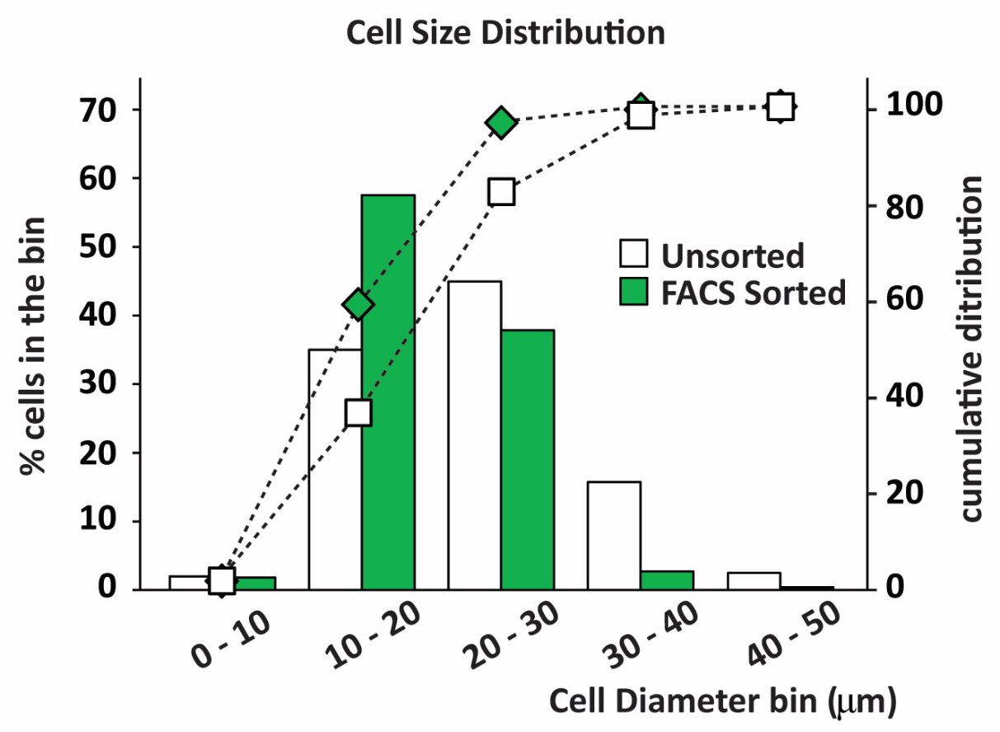 Cell Size Distribution
% cells in the bin
70
60
50
40
30
20
10
0
100
80
60
40
20
0
cumulative ditribution
Unsorted
FACS Sorted
0 - 10
10 - 20
20 - 30
30 - 40
40 - 50
Cell Diameter bin (μm)